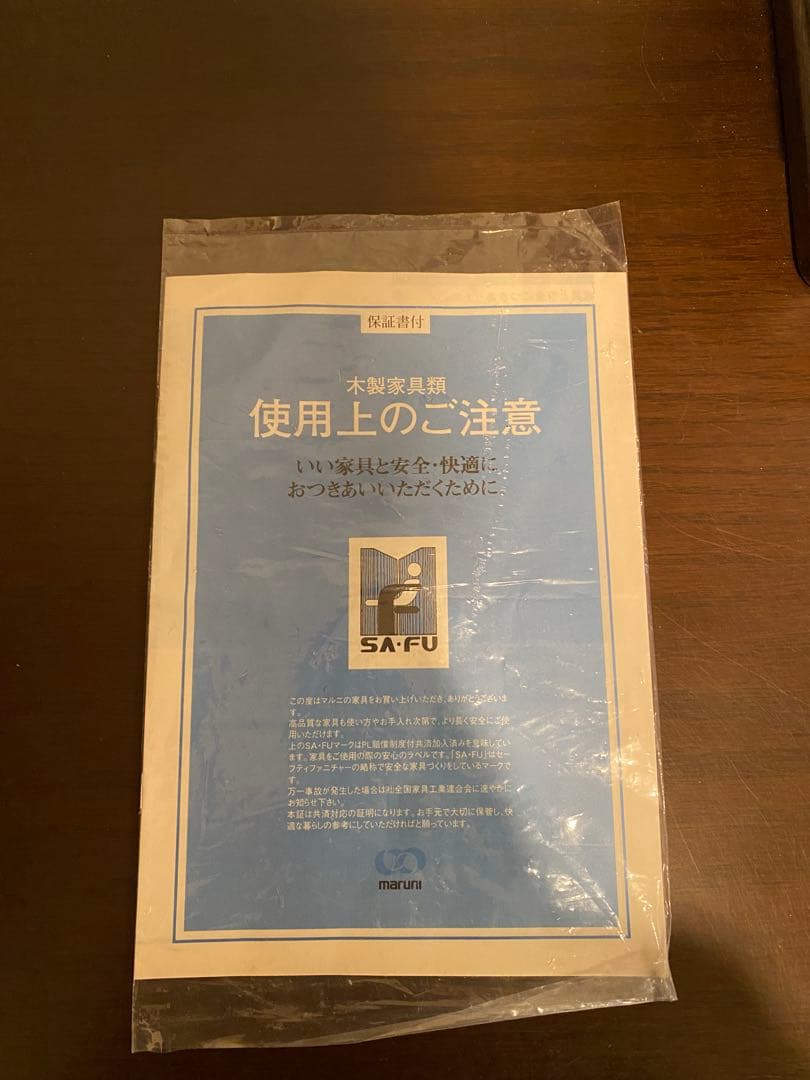 保証書付
木製家具類
使用上のご注意
いい家具と安全・快適に
おつきあいいただくために。
SA・FU
この度はマルニの家具をお買い上げいただき、ありがとうございま
す。
高品質な家具も使い方やお手入れ次第で、より長く安全にご使
用いただけます。
上のSA・FUマークはPL賠償制度付共済加入済みを意味してい
ます。家具をご使用の際の安心のラベルです。「SA・FU」はセー
フティファニチャーの略称で安全な家具づくりをしているマークで
す。
万一事故が発生した場合は㈳全国家具工業連合会に速やかに
お知らせ下さい。
本証は共済対応の証明になります。お手元で大切に保管し、快
適な暮らしの参考にしていただければと願っています。
maruni